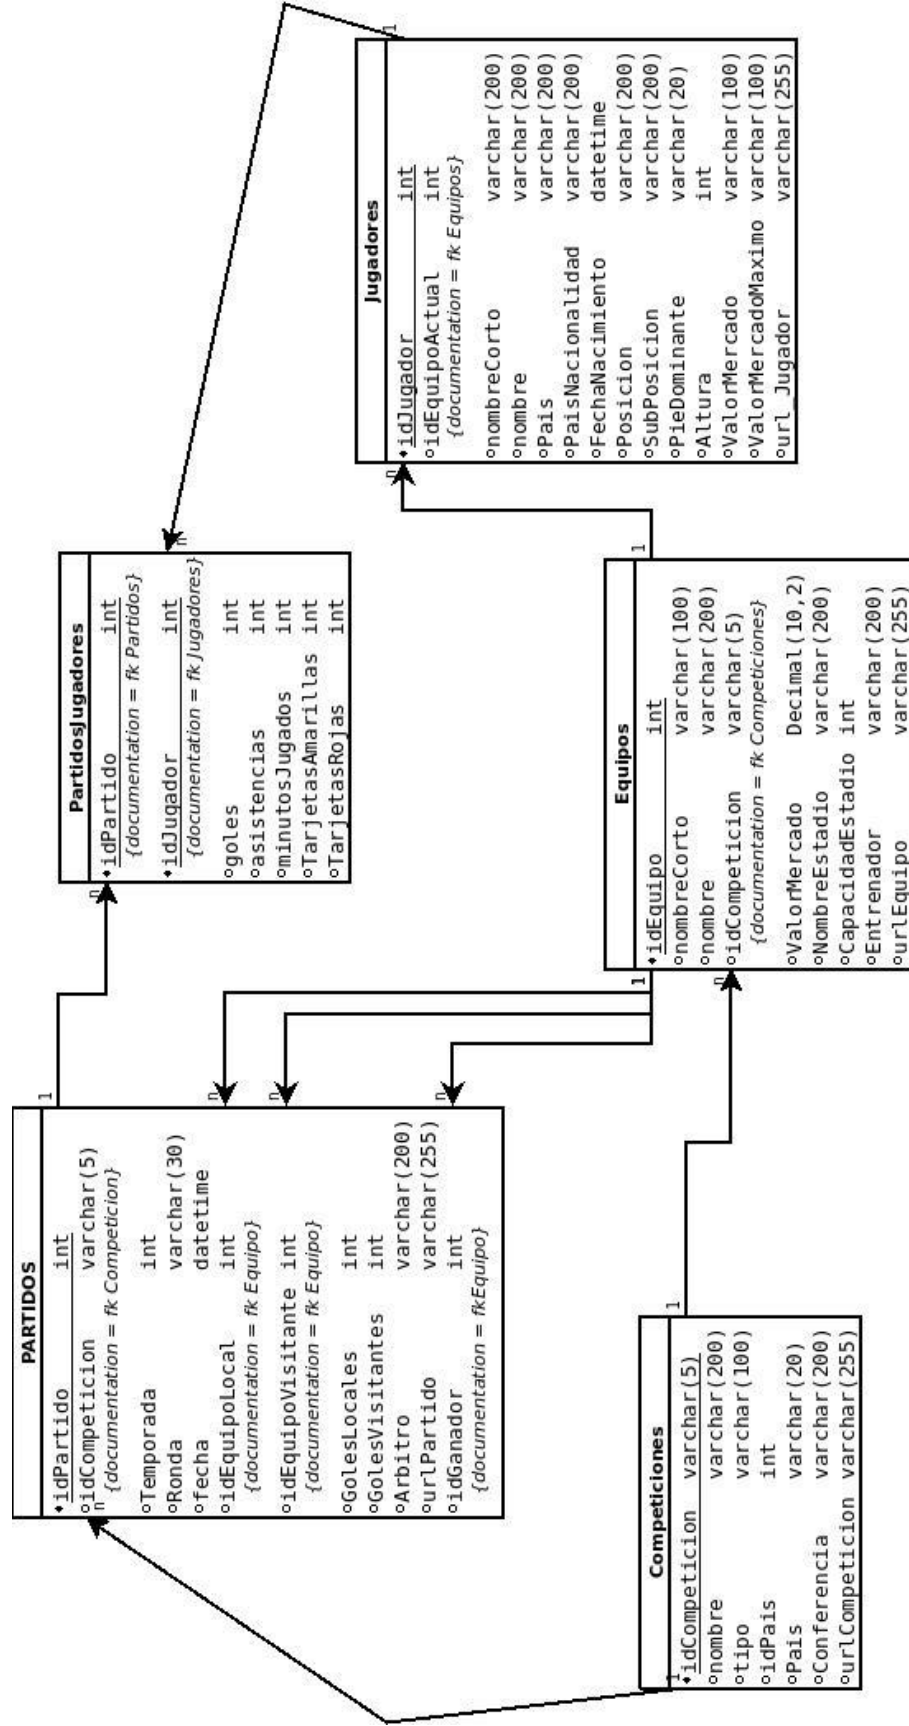 PARTIDOS
idPartido int
idCompeticion varchar(5)
{documentation = fk Competicion}
Temporada int
Ronda varchar(30)
fecha datetime
idEquipoLocal int
{documentation = fk Equipo}
idEquipoVisitante int
{documentation = fk Equipo}
GolesLocales int
GolesVisitantes int
Arbitro varchar(200)
urlPartido varchar(255)
idGanador int
{documentation = fkEquipo}
1
n
n
n
n
PartidosJugadores
idPartido int
{documentation = fk Partidos}
idJugador int
{documentation = fk Jugadores}
goles int
asistencias int
minutosJugados int
TarjetasAmarillas int
TarjetasRojas int
n
n
Jugadores
idJugador int
idEquipoActual int
{documentation = fk Equipos}
nombreCorto varchar(200)
nombre varchar(200)
Pais varchar(200)
PaisNacionalidad varchar(200)
FechaNacimiento datetime
Posicion varchar(200)
SubPosicion varchar(200)
PieDominante varchar(20)
Altura int
ValorMercado varchar(100)
ValorMercadoMaximo varchar(100)
url_Jugador varchar(255)
1
n
Competiciones
idCompeticion varchar(5)
nombre varchar(200)
tipo varchar(100)
idPais int
Pais varchar(20)
Conferencia varchar(200)
urlCompeticion varchar(255)
1
1
Equipos
idEquipo int
nombreCorto varchar(100)
nombre varchar(200)
idCompeticion varchar(5)
{documentation = fk Competiciones}
ValorMercado Decimal(10,2)
NombreEstadio varchar(200)
CapacidadEstadio int
Entrenador varchar(200)
urlEquipo varchar(255)
1
1
n